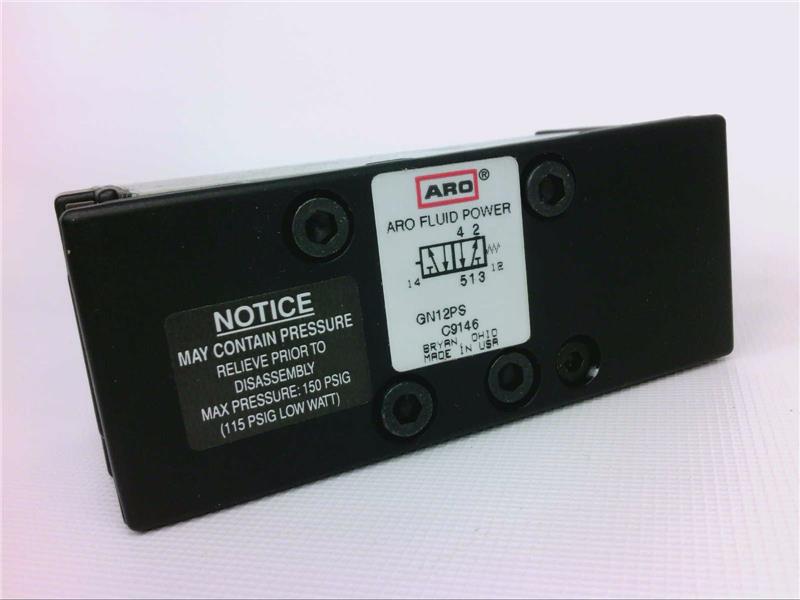 ARO®
ARO FLUID POWER
4 2
14 513 12
GN12PS
C9146
BRYAN, OHIO
MADE IN USA
NOTICE
MAY CONTAIN PRESSURE
RELIEVE PRIOR TO
DISASSEMBLY
MAX PRESSURE: 150 PSIG
(115 PSIG LOW WATT)